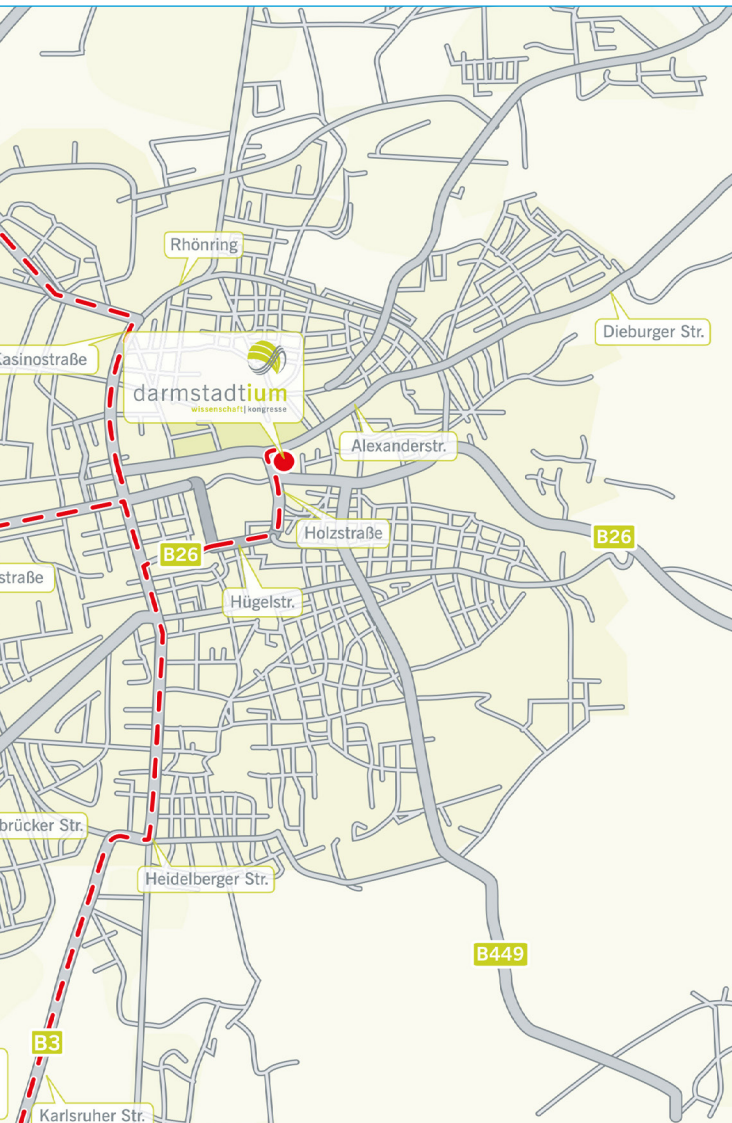 Rhönring
Dieburger Str.
Kasinostraße
darmstadtium
wissenschaft| kongresse
Alexanderstr.
Holzstraße
B26
B26
straße
Hügelstr.
brücker Str.
Heidelberger Str.
B449
B3
Karlsruher Str.